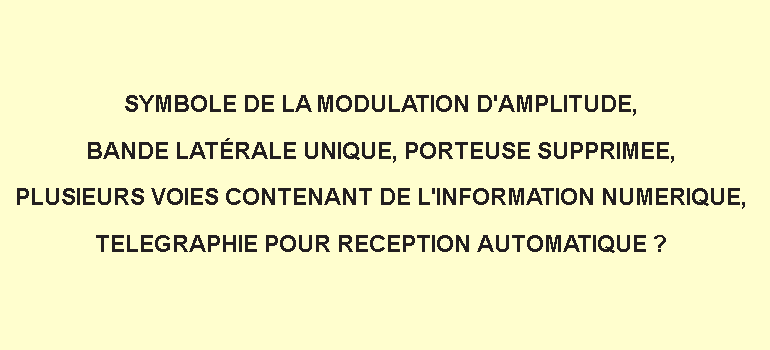 SYMBOLE DE LA MODULATION D'AMPLITUDE,
BANDE LATÉRALE UNIQUE, PORTEUSE SUPPRIMEE,
PLUSIEURS VOIES CONTENANT DE L'INFORMATION NUMERIQUE,
TELEGRAPHIE POUR RECEPTION AUTOMATIQUE ?